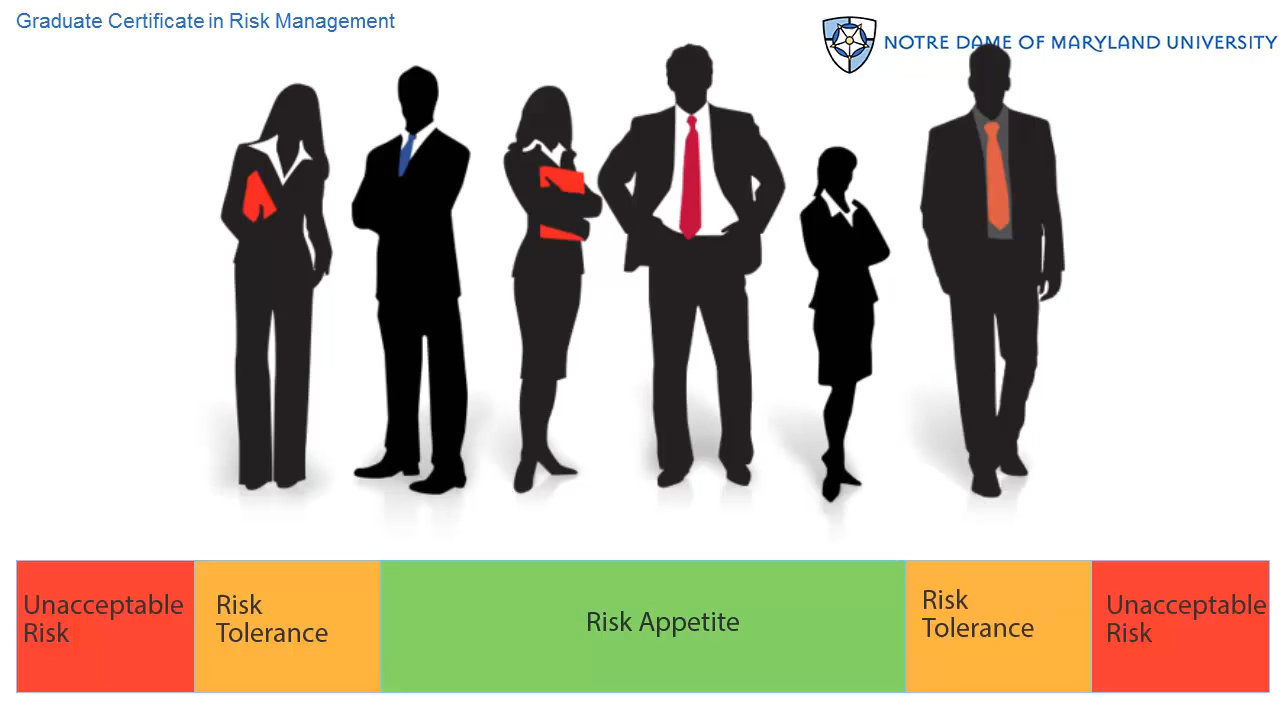 Graduate Certificate in Risk Management
NOTRE DAME OF MARYLAND UNIVERSITY
Unacceptable
Risk
Risk
Tolerance
Risk Appetite
Risk
Tolerance
Unacceptable
Risk